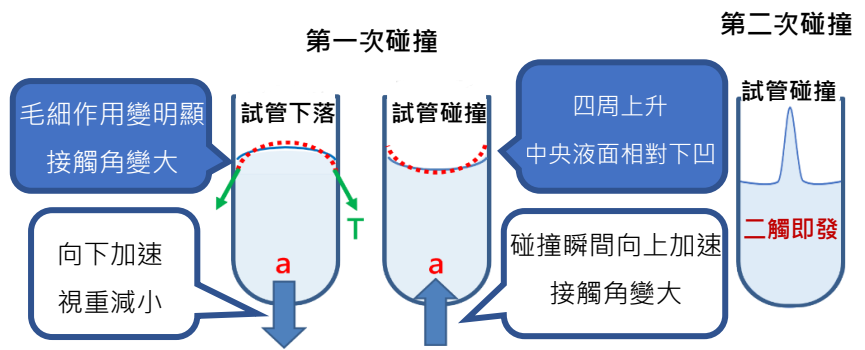 第一次碰撞
第二次碰撞
毛細作用變明顯
接觸角變大
試管下落
試管碰撞
四周上升
中央液面相對下凹
試管碰撞
T
向下加速
視重減小
a
a
碰撞瞬間向上加速
接觸角變大
二觸即發